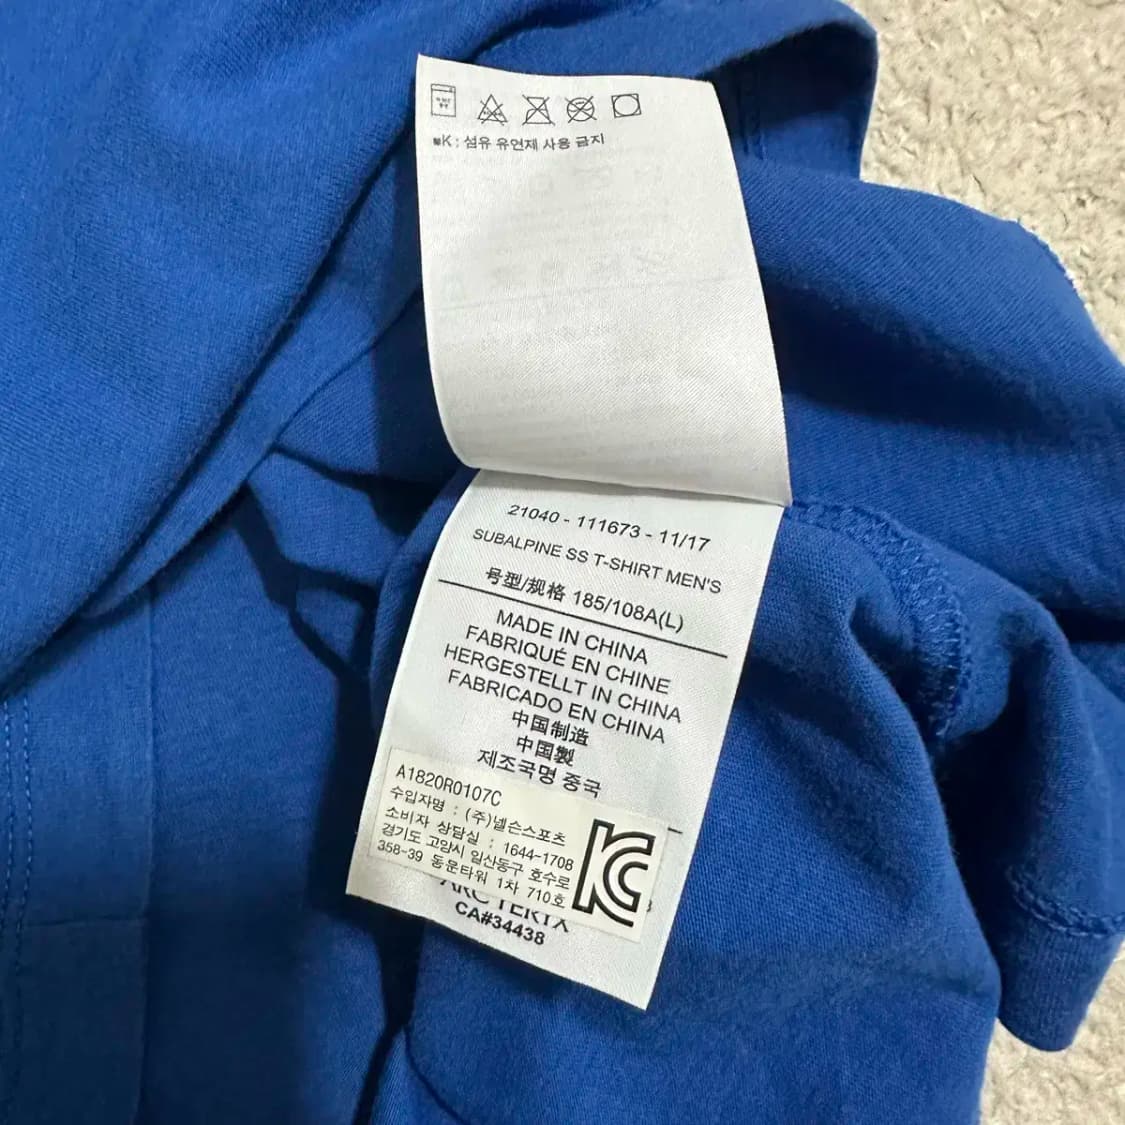 K : 섬유 유연제 사용 금지
21040 - 111673 - 11/17
SUBALPINE SS T-SHIRT MEN'S
号型/规格 185/108A(L)
MADE IN CHINA
FABRIQUÉ EN CHINE
HERGESTELLT IN CHINA
FABRICADO EN CHINA
中国制造
中国製
제조국명 중국
A1820R0107C
수입자명 : (주)넬슨스포츠
소비자 상담실 : 1644-1708
경기도 고양시 일산동구 호수로
358-39 동문타워 1차 710호
ARC'TERYX
CA#34438